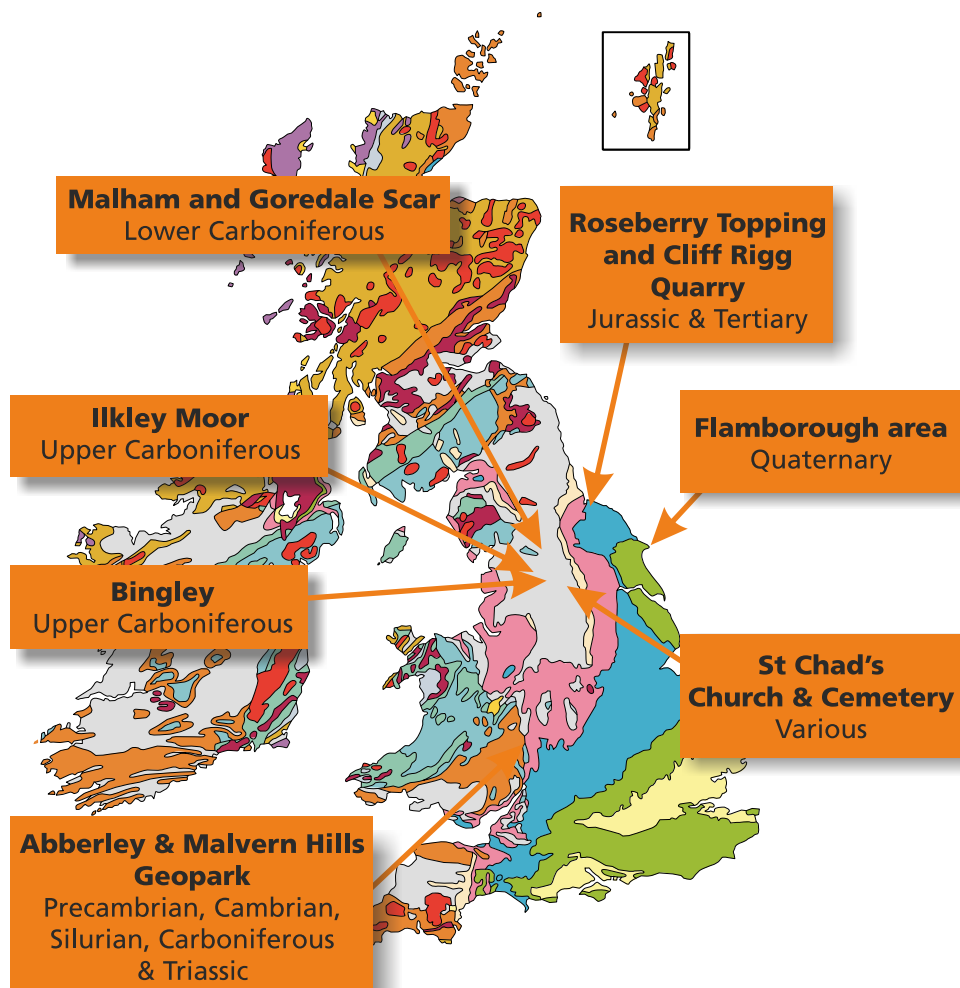 Malham and Goredale Scar
Lower Carboniferous
Roseberry Topping
and Cliff Rigg
Quarry
Jurassic & Tertiary
Ilkley Moor
Upper Carboniferous
Flamborough area
Quaternary
Bingley
Upper Carboniferous
St Chad's
Church & Cemetery
Various
Abberley & Malvern Hills
Geopark
Precambrian, Cambrian,
Silurian, Carboniferous
& Triassic